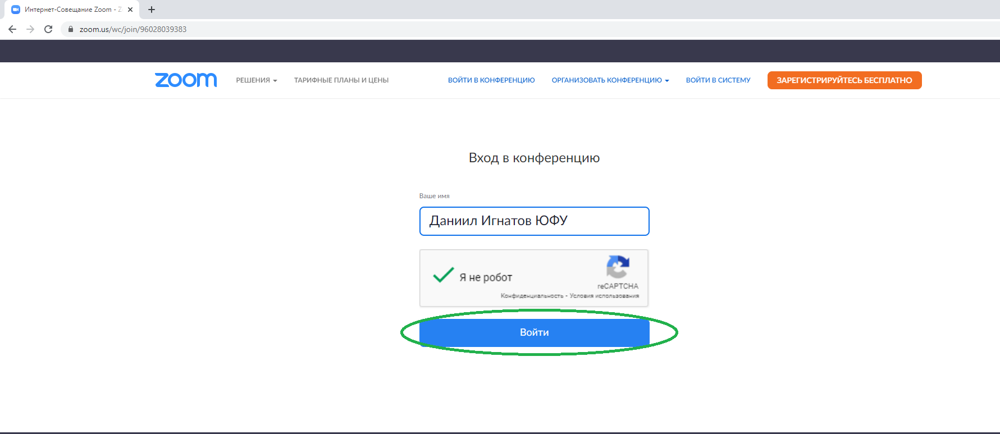 Интернет-Совещание Zoom - Z
zoom.us/wc/join/96028039383
zoom РЕШЕНИЯ ТАРИФНЫЕ ПЛАНЫ И ЦЕНЫ ВОЙТИ В КОНФЕРЕНЦИЮ ОРГАНИЗОВАТЬ КОНФЕРЕНЦИЮ ВОЙТИ В СИСТЕМУ ЗАРЕГИСТРИРУЙТЕСЬ БЕСПЛАТНО
Вход в конференцию
Ваше имя
Даниил Игнатов ЮФУ
Я не робот
reCAPTCHA
Конфиденциальность - Условия использования
Войти